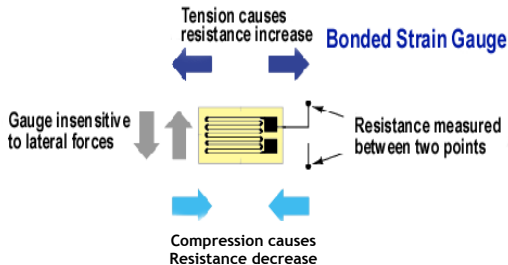 Tension causes
resistance increase
Bonded Strain Gauge
Gauge insensitive
to lateral forces
Resistance measured
between two points
Compression causes
Resistance decrease